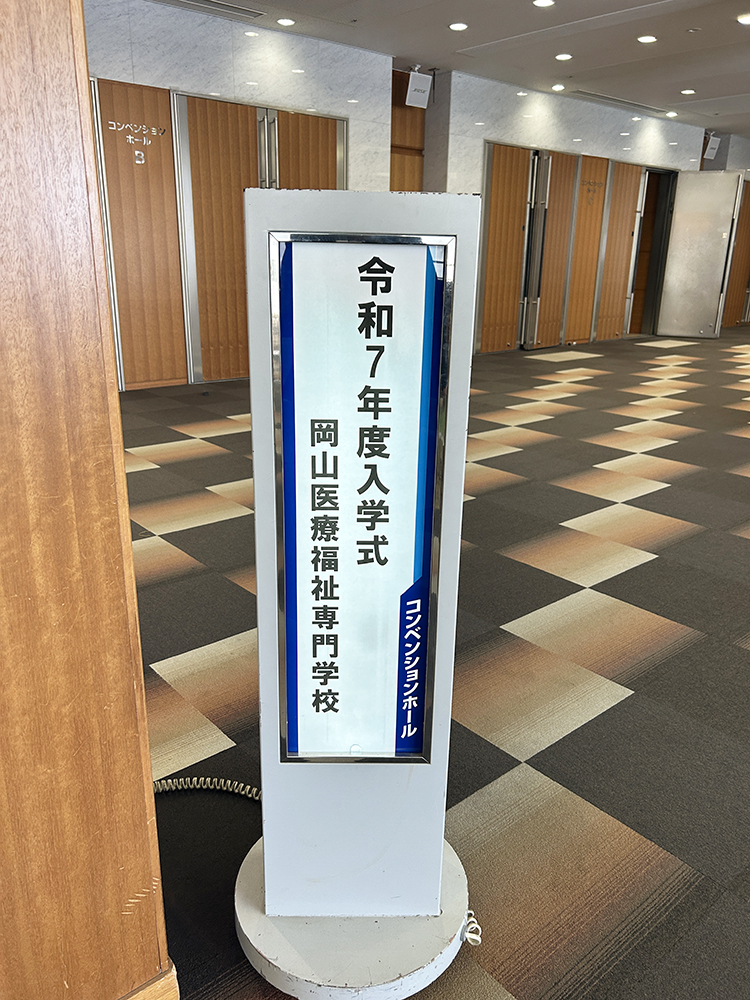 令和7年度入学式
岡山医療福祉専門学校
コンベンションホール
コンベンション
ホール
B